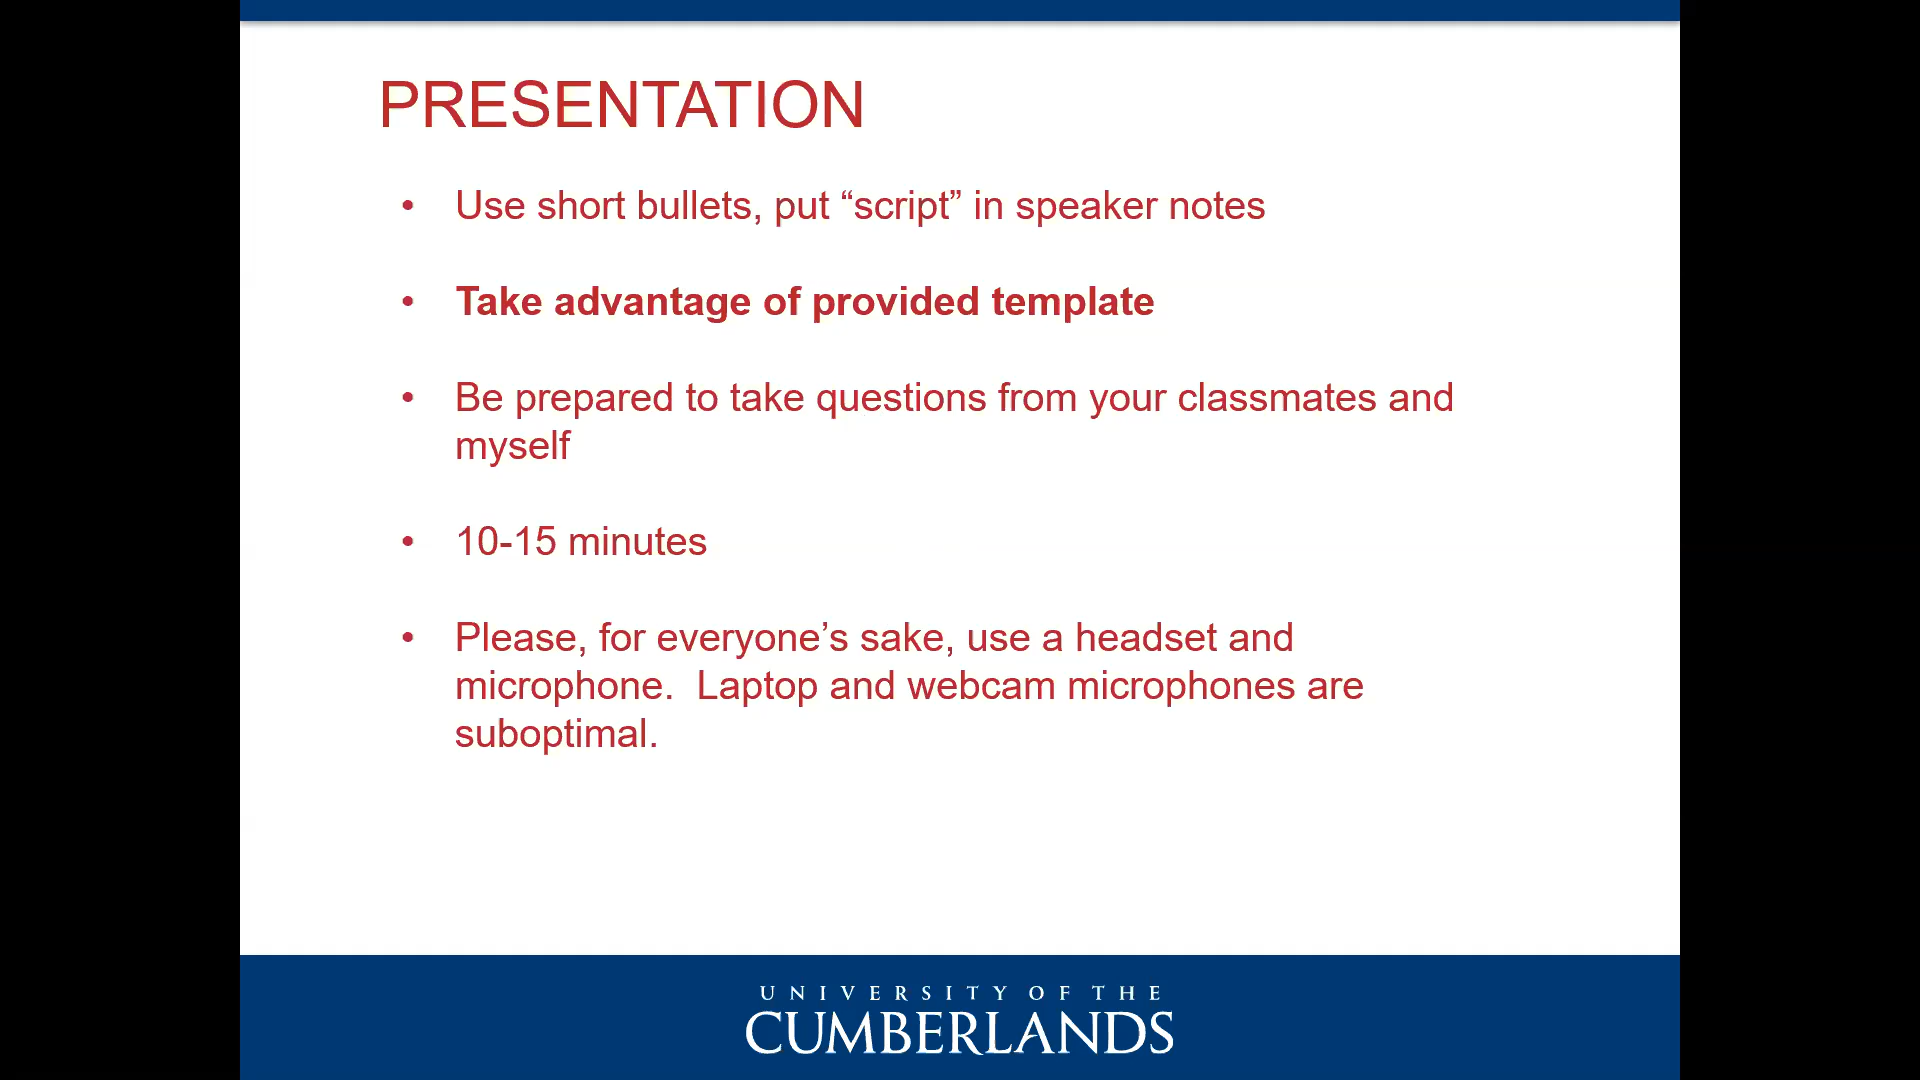 PRESENTATION
• Use short bullets, put “script” in speaker notes
• Take advantage of provided template
• Be prepared to take questions from your classmates and
myself
• 10-15 minutes
• Please, for everyone’s sake, use a headset and
microphone.  Laptop and webcam microphones are
suboptimal.
UNIVERSITY OF THE
CUMBERLANDS